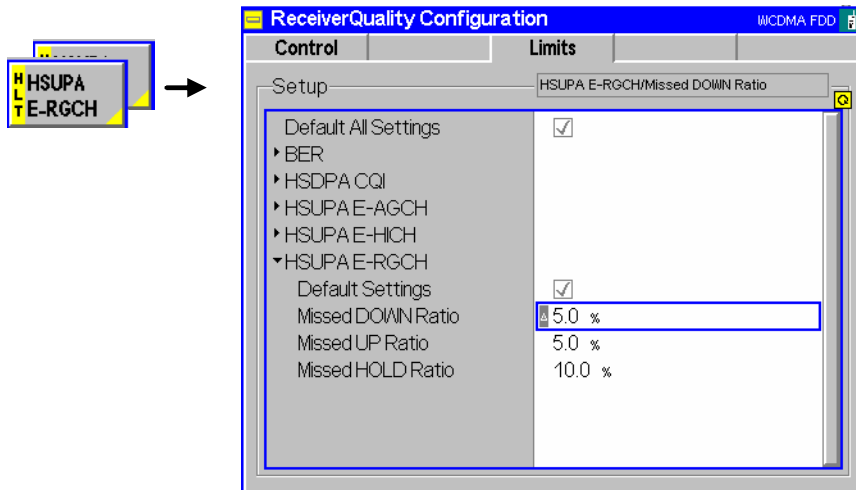 HLT HSUPA
E-RGCH
ReceiverQuality Configuration WCDMA FDD
Control Limits
Setup HSUPA E-RGCH/Missed DOWN Ratio
Default All Settings
BER
HSDPA CQI
HSUPA E-AGCH
HSUPA E-HICH
HSUPA E-RGCH
Default Settings
Missed DOWN Ratio 5.0 %
Missed UP Ratio 5.0 %
Missed HOLD Ratio 10.0 %